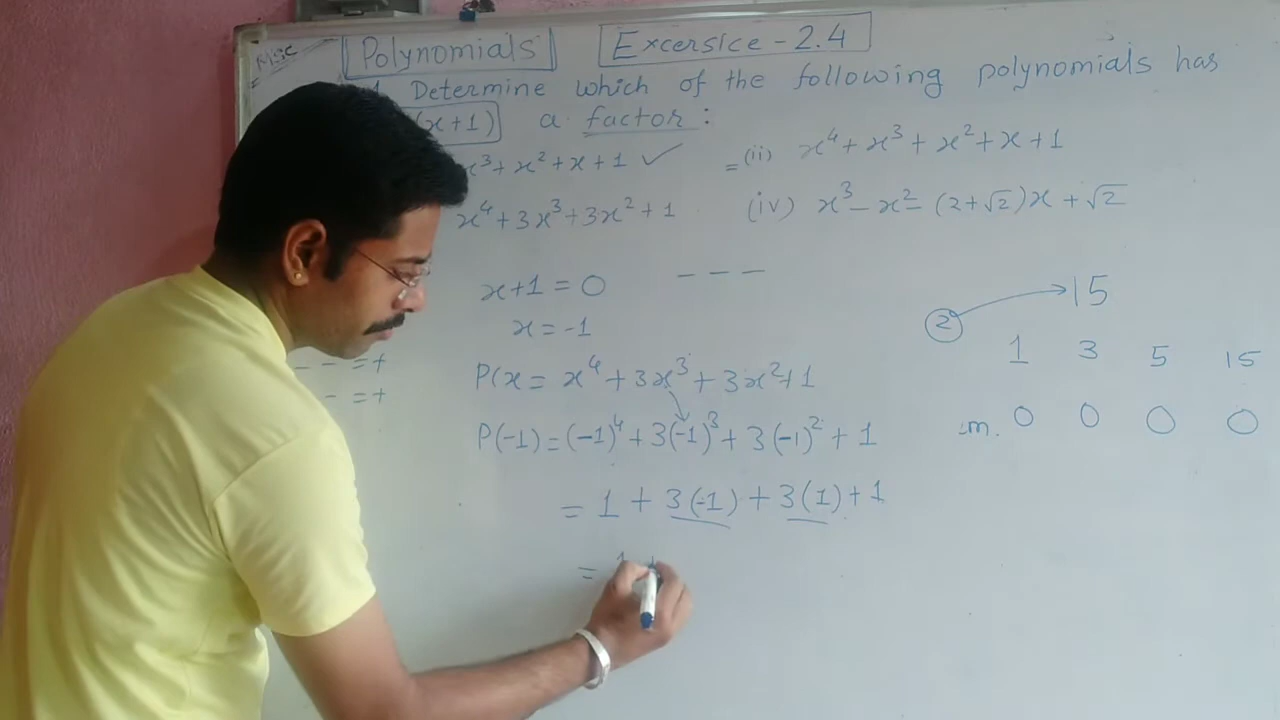 MSC
Polynomials Excersice - 2.4
1. Determine which of the following polynomials has
(x+1) a factor :
x³ + x² + x + 1 ✓ = (ii) x⁴ + x³ + x² + x + 1
x⁴ + 3x³ + 3x² + 1 (iv) x³ - x² - (2+√2)x + √2
x+1 = 0 - - -
x = -1
2 → 15
1 3 5 15
- - = +
- = +
P(x = x⁴ + 3x³ + 3x² + 1
P(-1) = (-1)⁴ + 3(-1)³ + 3(-1)² + 1
m. 0 0 0 0
= 1 + 3(-1) + 3(1) + 1
= 1